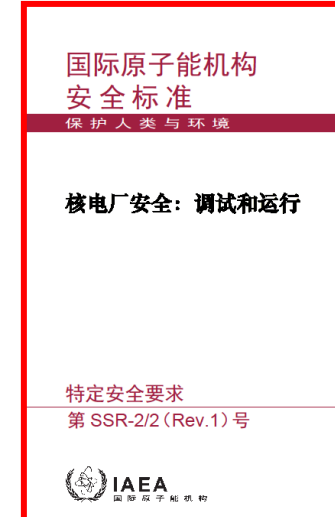 国际原子能机构
安全标准
保护人类与环境
核电厂安全：调试和运行
特定安全要求
第 SSR-2/2（Rev.1）号
IAEA
国际原子能机构